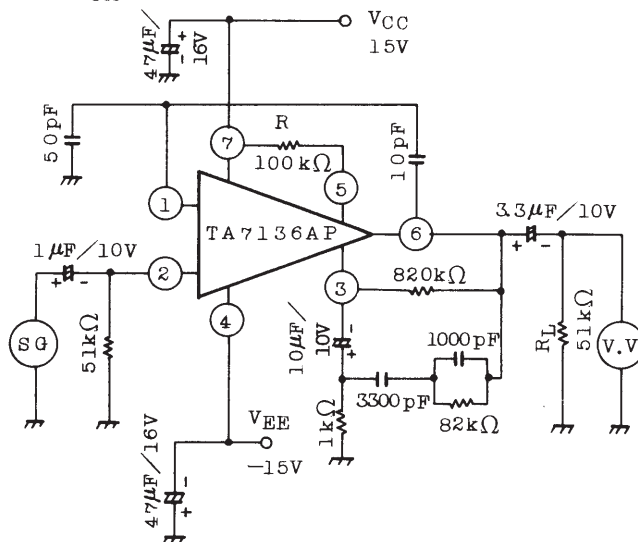 47μF/
16V
+
-
VCC
15V
50pF
7
R
100kΩ
5
10pF
1
TA7136AP
6
3.3μF/10V
+
-
1μF/10V
+
-
2
3
820kΩ
4
SG
51kΩ
10μF/
10V
-
+
1000pF
3300pF
82kΩ
1kΩ
RL
51kΩ
V.V
VEE
-15V
47μF/16V
-
+